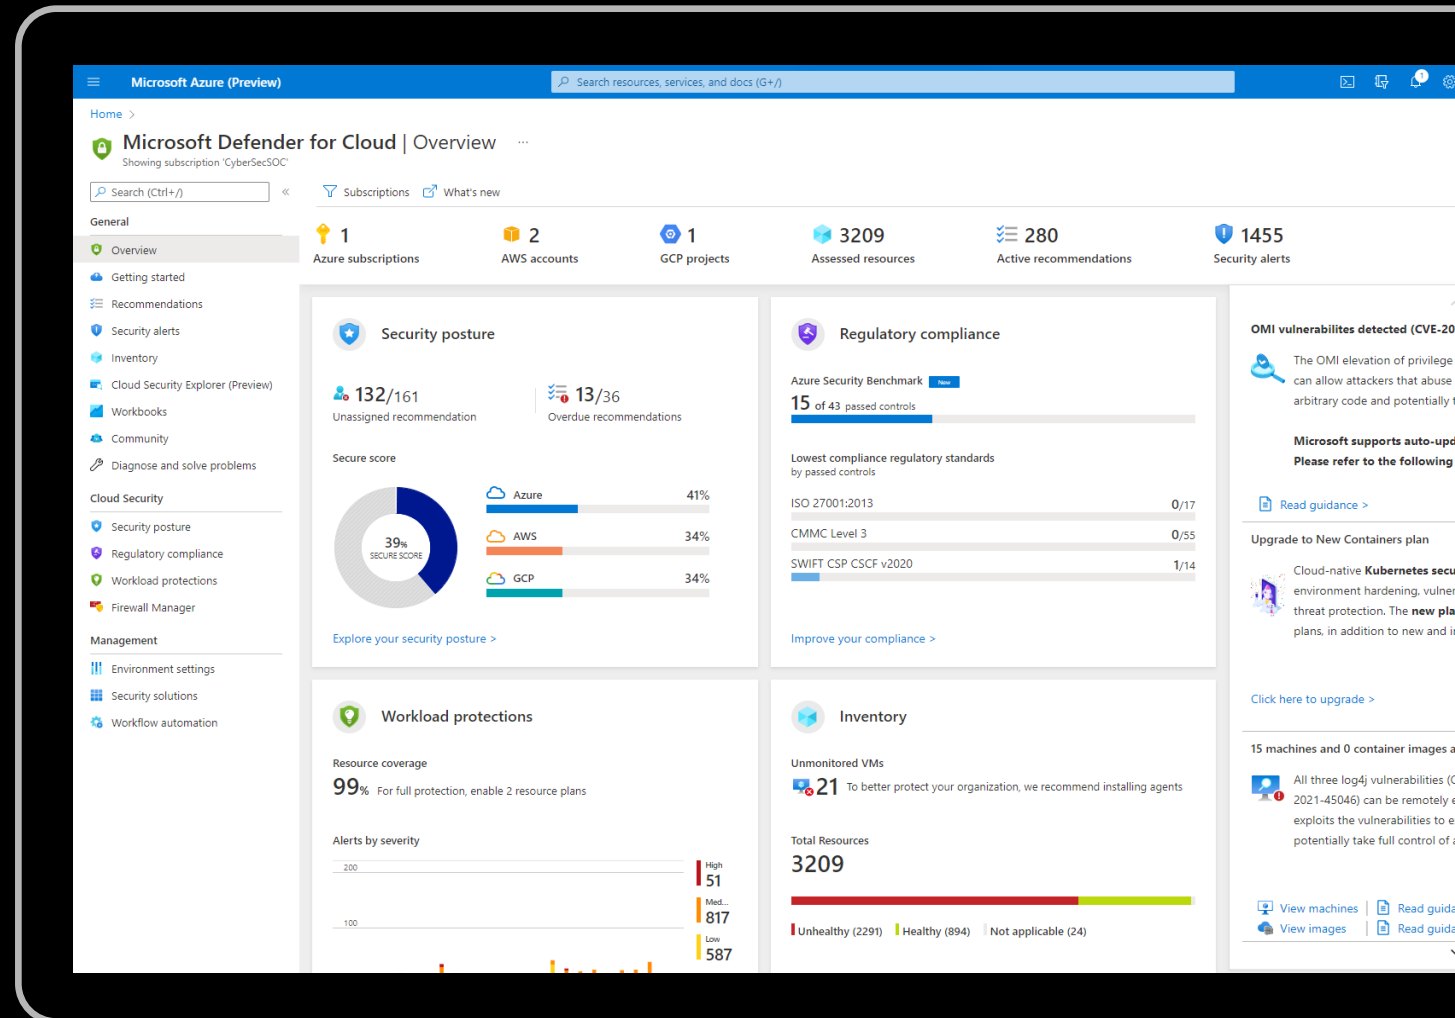 Microsoft Azure (Preview)
Search resources, services, and docs (G+/)
1
Home >
Microsoft Defender for Cloud | Overview ...
Showing subscription 'CyberSecSOC'
Search (Ctrl+/)
«
Subscriptions
What's new
General
Overview
Getting started
Recommendations
Security alerts
Inventory
Cloud Security Explorer (Preview)
Workbooks
Community
Diagnose and solve problems
Cloud Security
Security posture
Regulatory compliance
Workload protections
Firewall Manager
Management
Environment settings
Security solutions
Workflow automation
1
Azure subscriptions
2
AWS accounts
1
GCP projects
3209
Assessed resources
280
Active recommendations
1455
Security alerts
Security posture
132/161
Unassigned recommendation
13/36
Overdue recommendations
Secure score
39%
SECURE SCORE
Azure 41%
AWS 34%
GCP 34%
Explore your security posture >
Regulatory compliance
Azure Security Benchmark New
15 of 43 passed controls
Lowest compliance regulatory standards
by passed controls
ISO 27001:2013 0/17
CMMC Level 3 0/55
SWIFT CSP CSCF v2020 1/14
Improve your compliance >
Workload protections
Resource coverage
99% For full protection, enable 2 resource plans
Alerts by severity
200
100
High
51
Med...
817
Low
587
Inventory
Unmonitored VMs
21 To better protect your organization, we recommend installing agents
Total Resources
3209
Unhealthy (2291) Healthy (894) Not applicable (24)
OMI vulnerabilites detected (CVE-20
The OMI elevation of privilege
can allow attackers that abuse
arbitrary code and potentially
Microsoft supports auto-upd
Please refer to the following
Read guidance >
Upgrade to New Containers plan
Cloud-native Kubernetes secu
environment hardening, vulner
threat protection. The new pla
plans, in addition to new and i
Click here to upgrade >
15 machines and 0 container images a
All three log4j vulnerabilities (C
2021-45046) can be remotely e
exploits the vulnerabilities to e
potentially take full control of a
View machines Read guida
View images Read guida